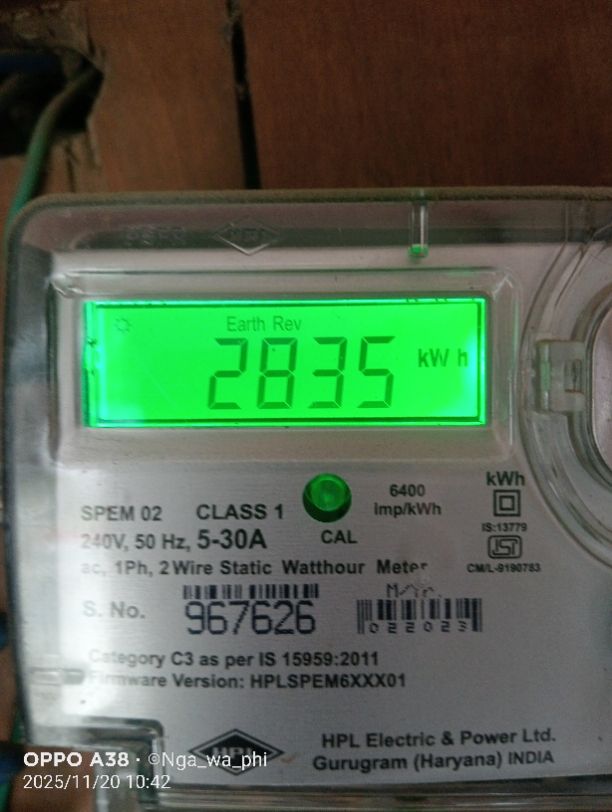 Earth Rev
2835 kW h
6400
imp/kWh
kWh
SPEM 02 CLASS 1
CAL
IS:13779
240V, 50 Hz, 5-30A
CM/L-9190783
ac, 1Ph, 2 Wire Static Watthour Meter
S. No. 967626
M/Yr.
022023
Category C3 as per IS 15959:2011
Firmware Version: HPLSPEM6XXX01
HPL
HPL Electric & Power Ltd.
Gurugram (Haryana) INDIA
OPPO A38 · ©Nga_wa_phi
2025/11/20 10:42